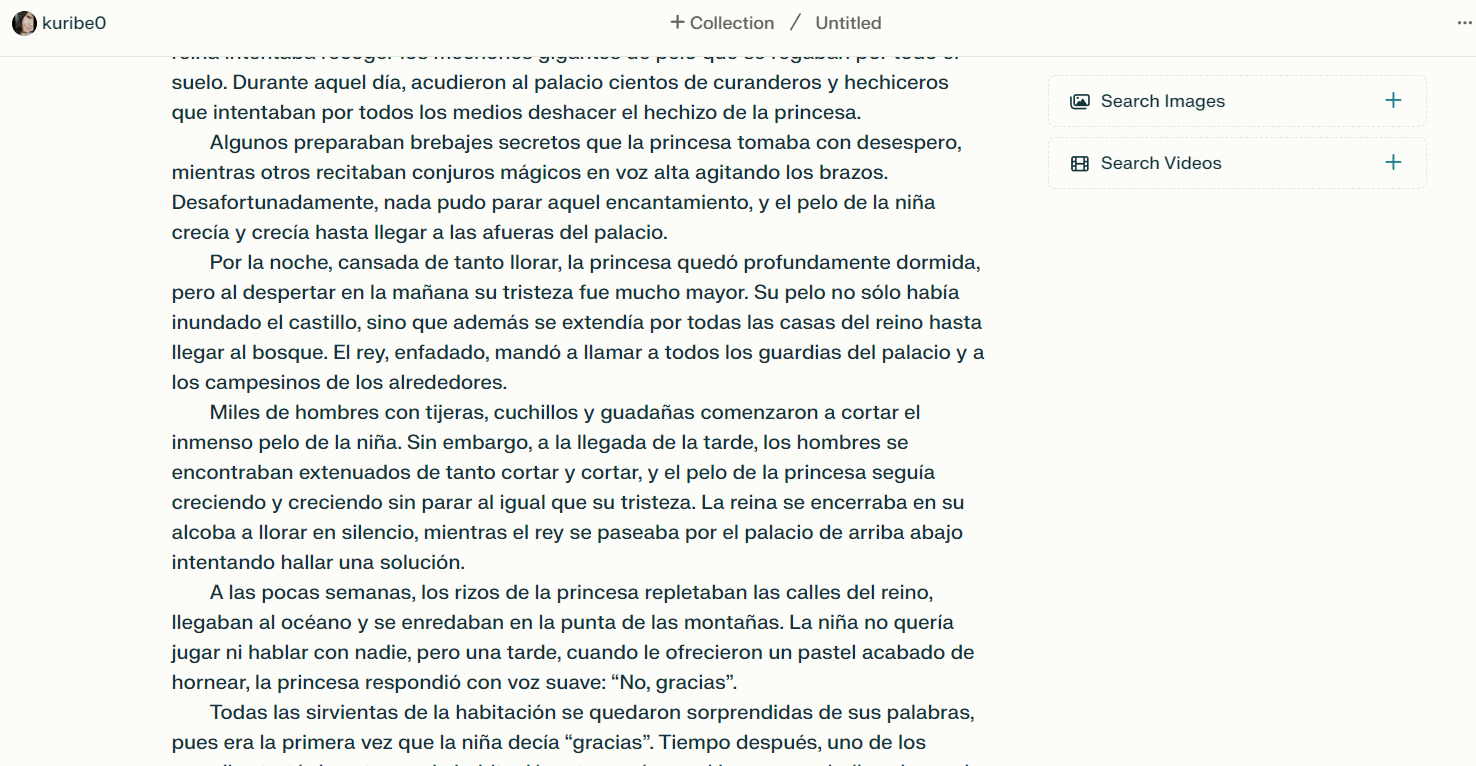 kuribe0
+ Collection / Untitled
...
reina intentaba recoger los mechones gigantes de pelo que se regaban por todo el
suelo. Durante aquel día, acudieron al palacio cientos de curanderos y hechiceros
que intentaban por todos los medios deshacer el hechizo de la princesa.
Algunos preparaban brebajes secretos que la princesa tomaba con desespero,
mientras otros recitaban conjuros mágicos en voz alta agitando los brazos.
Desafortunadamente, nada pudo parar aquel encantamiento, y el pelo de la niña
crecía y crecía hasta llegar a las afueras del palacio.
Por la noche, cansada de tanto llorar, la princesa quedó profundamente dormida,
pero al despertar en la mañana su tristeza fue mucho mayor. Su pelo no sólo había
inundado el castillo, sino que además se extendía por todas las casas del reino hasta
llegar al bosque. El rey, enfadado, mandó a llamar a todos los guardias del palacio y a
los campesinos de los alrededores.
Miles de hombres con tijeras, cuchillos y guadañas comenzaron a cortar el
inmenso pelo de la niña. Sin embargo, a la llegada de la tarde, los hombres se
encontraban extenuados de tanto cortar y cortar, y el pelo de la princesa seguía
creciendo y creciendo sin parar al igual que su tristeza. La reina se encerraba en su
alcoba a llorar en silencio, mientras el rey se paseaba por el palacio de arriba abajo
intentando hallar una solución.
A las pocas semanas, los rizos de la princesa repletaban las calles del reino,
llegaban al océano y se enredaban en la punta de las montañas. La niña no quería
jugar ni hablar con nadie, pero una tarde, cuando le ofrecieron un pastel acabado de
hornear, la princesa respondió con voz suave: “No, gracias”.
Todas las sirvientas de la habitación se quedaron sorprendidas de sus palabras,
pues era la primera vez que la niña decía “gracias”. Tiempo después, uno de los
Search Images +
Search Videos +